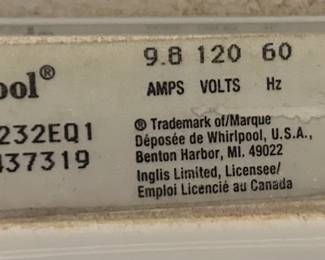 9.8 120 60
ool® AMPS VOLTS Hz
232EQ1
437319
® Trademark of/Marque
Déposée de Whirlpool, U.S.A.,
Benton Harbor, MI. 49022
Inglis Limited, Licensee/
Emploi Licencié au Canada